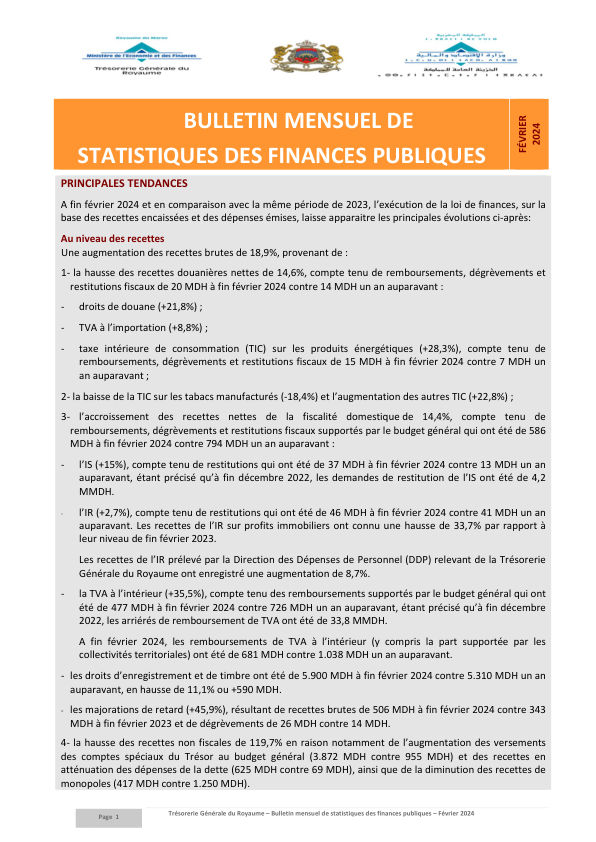 Royaume du Maroc
Ministère de l'Economie et des Finances
Trésorerie Générale du
Royaume
المملكة المغربية
وزارة الاقتصاد والمالية
الخزينة العامة للمملكة
BULLETIN MENSUEL DE
STATISTIQUES DES FINANCES PUBLIQUES
FÉVRIER
2024
PRINCIPALES TENDANCES
A fin février 2024 et en comparaison avec la même période de 2023, l'exécution de la loi de finances, sur la
base des recettes encaissées et des dépenses émises, laisse apparaitre les principales évolutions ci-après:
Au niveau des recettes
Une augmentation des recettes brutes de 18,9%, provenant de :
1- la hausse des recettes douanières nettes de 14,6%, compte tenu de remboursements, dégrèvements et
restitutions fiscaux de 20 MDH à fin février 2024 contre 14 MDH un an auparavant :
- droits de douane (+21,8%) ;
- TVA à l'importation (+8,8%) ;
- taxe intérieure de consommation (TIC) sur les produits énergétiques (+28,3%), compte tenu de
remboursements, dégrèvements et restitutions fiscaux de 15 MDH à fin février 2024 contre 7 MDH un
an auparavant ;
2- la baisse de la TIC sur les tabacs manufacturés (-18,4%) et l'augmentation des autres TIC (+22,8%) ;
3- l'accroissement des recettes nettes de la fiscalité domestique de 14,4%, compte tenu de
remboursements, dégrèvements et restitutions fiscaux supportés par le budget général qui ont été de 586
MDH à fin février 2024 contre 794 MDH un an auparavant :
- l'IS (+15%), compte tenu de restitutions qui ont été de 37 MDH à fin février 2024 contre 13 MDH un an
auparavant, étant précisé qu'à fin décembre 2022, les demandes de restitution de l'IS ont été de 4,2
MMDH.
- l'IR (+2,7%), compte tenu de restitutions qui ont été de 46 MDH à fin février 2024 contre 41 MDH un an
auparavant. Les recettes de l'IR sur profits immobiliers ont connu une hausse de 33,7% par rapport à
leur niveau de fin février 2023.
Les recettes de l'IR prélevé par la Direction des Dépenses de Personnel (DDP) relevant de la Trésorerie
Générale du Royaume ont enregistré une augmentation de 8,7%.
- la TVA à l'intérieur (+35,5%), compte tenu des remboursements supportés par le budget général qui ont
été de 477 MDH à fin février 2024 contre 726 MDH un an auparavant, étant précisé qu'à fin décembre
2022, les arriérés de remboursement de TVA ont été de 33,8 MMDH.
A fin février 2024, les remboursements de TVA à l'intérieur (y compris la part supportée par les
collectivités territoriales) ont été de 681 MDH contre 1.038 MDH un an auparavant.
- les droits d'enregistrement et de timbre ont été de 5.900 MDH à fin février 2024 contre 5.310 MDH un an
auparavant, en hausse de 11,1% ou +590 MDH.
- les majorations de retard (+45,9%), résultant de recettes brutes de 506 MDH à fin février 2024 contre 343
MDH à fin février 2023 et de dégrèvements de 26 MDH contre 14 MDH.
4- la hausse des recettes non fiscales de 119,7% en raison notamment de l'augmentation des versements
des comptes spéciaux du Trésor au budget général (3.872 MDH contre 955 MDH) et des recettes en
atténuation des dépenses de la dette (625 MDH contre 69 MDH), ainsi que de la diminution des recettes de
monopoles (417 MDH contre 1.250 MDH).
Page 1
Trésorerie Générale du Royaume – Bulletin mensuel de statistiques des finances publiques – Février 2024